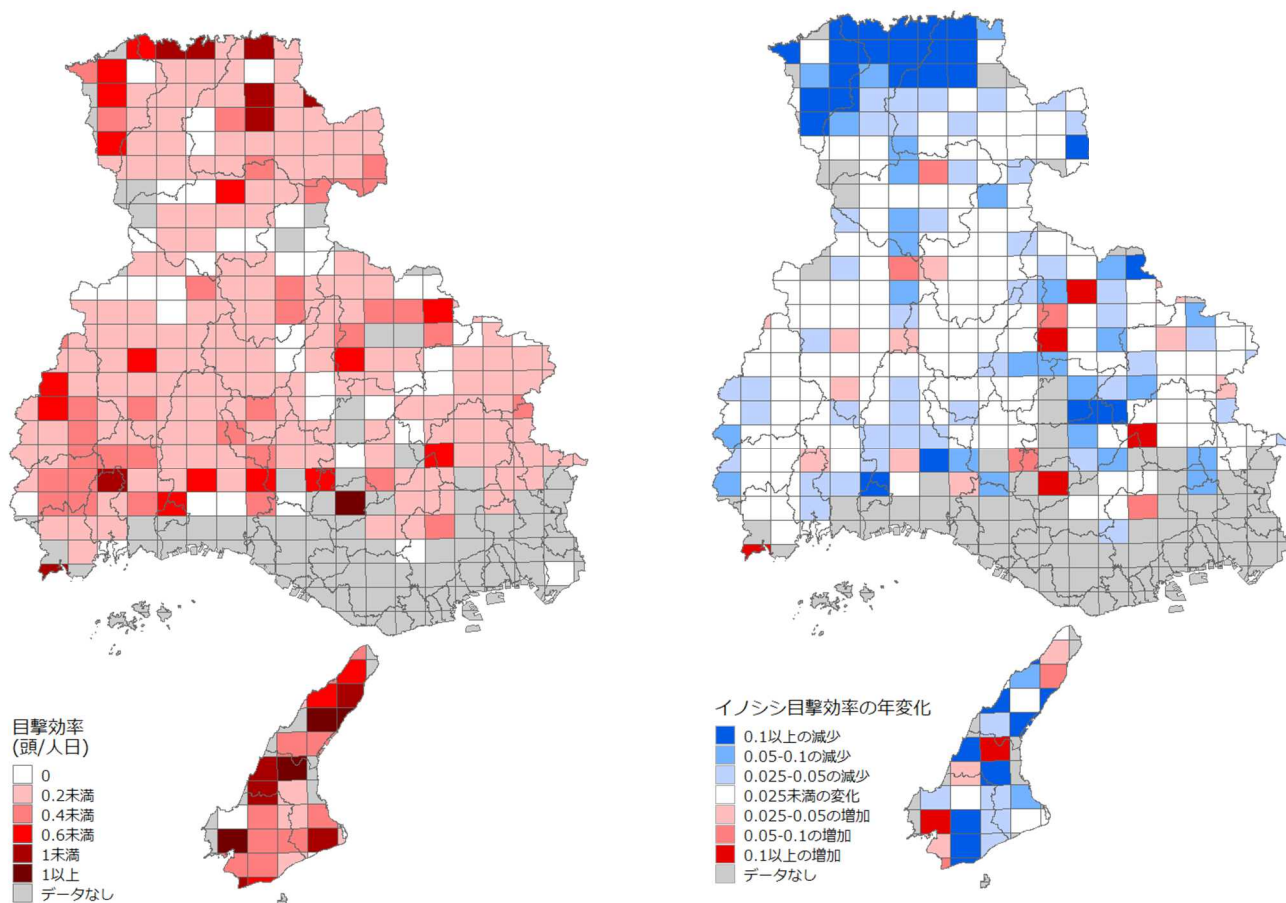 目撃効率
(頭/人日)
0
0.2未満
0.4未満
0.6未満
1未満
1以上
データなし
イノシシ目撃効率の年変化
0.1以上の減少
0.05-0.1の減少
0.025-0.05の減少
0.025未満の変化
0.025-0.05の増加
0.05-0.1の増加
0.1以上の増加
データなし